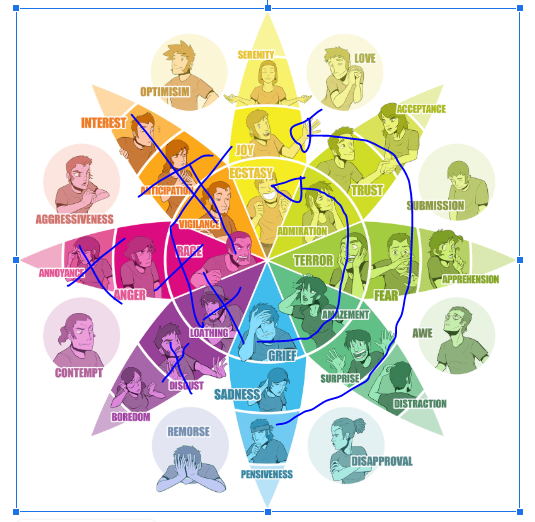 SERENITY
LOVE
OPTIMISIM
ACCEPTANCE
INTEREST
JOY
ECSTASY
ANTICIPATION
TRUST
SUBMISSION
AGGRESSIVENESS
VIGILANCE
ADMIRATION
RAGE
TERROR
ANNOYANCE
ANGER
FEAR
APPREHENSION
LOATHING
AMAZEMENT
AWE
GRIEF
CONTEMPT
DISGUST
SURPRISE
SADNESS
DISTRACTION
BOREDOM
REMORSE
DISAPPROVAL
PENSIVENESS